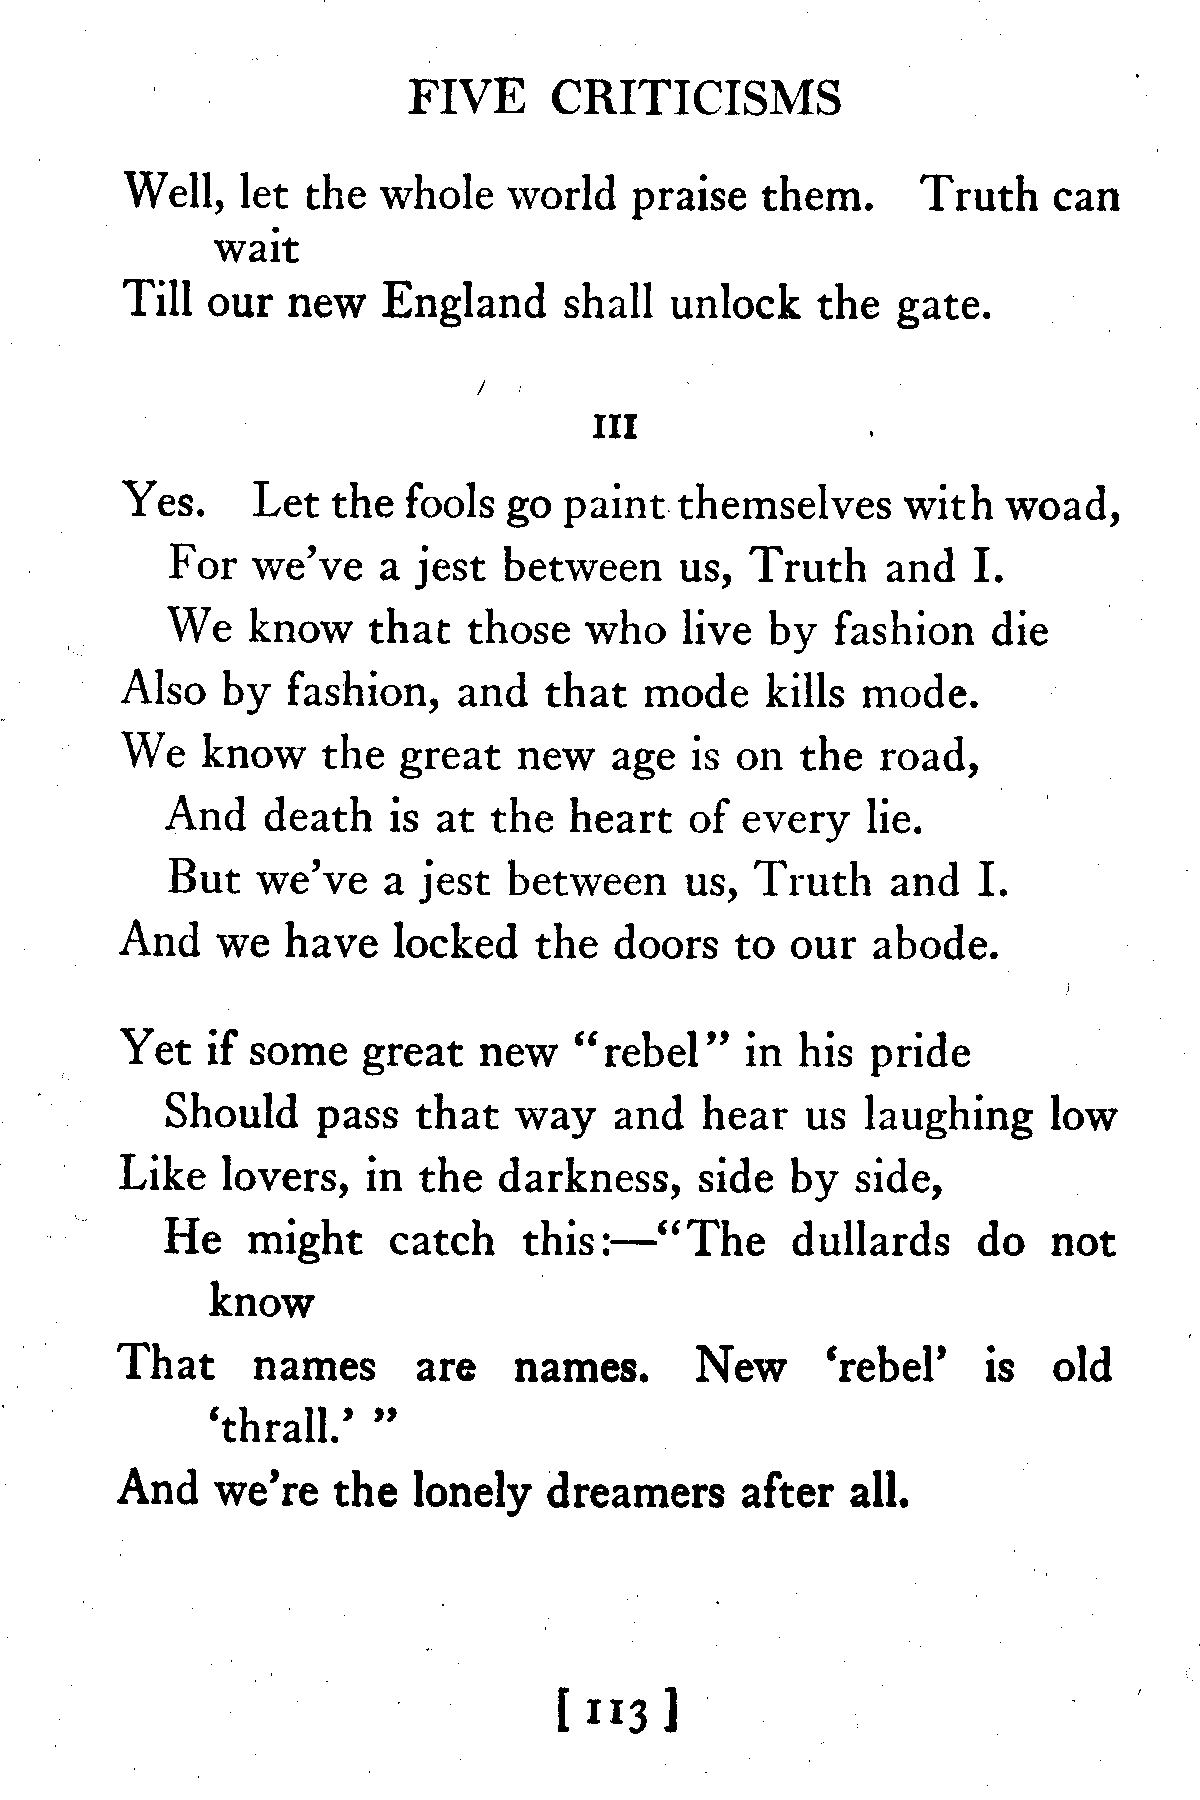 FIVE CRITICISMS
Well, let the whole world praise them. Truth can
wait
Till our new England shall unlock the gate.
III
Yes. Let the fools go paint themselves with woad,
For we've a jest between us, Truth and I.
We know that those who live by fashion die
Also by fashion, and that mode kills mode.
We know the great new age is on the road,
And death is at the heart of every lie.
But we've a jest between us, Truth and I.
And we have locked the doors to our abode.
Yet if some great new “rebel” in his pride
Should pass that way and hear us laughing low
Like lovers, in the darkness, side by side,
He might catch this:—“The dullards do not
know
That names are names. New ‘rebel’ is old
‘thrall.’ ”
And we're the lonely dreamers after all.
[ 113 ]